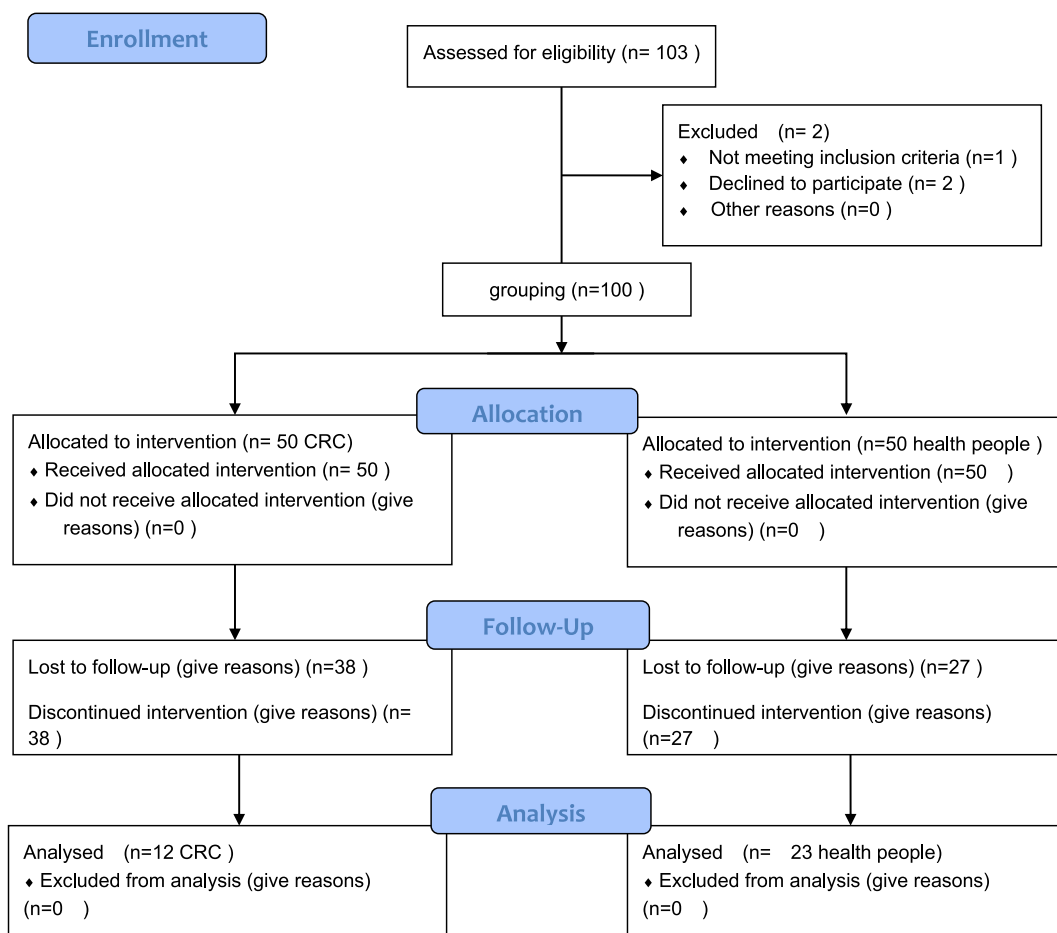 Enrollment
Assessed for eligibility (n= 103 )
Excluded (n= 2)
♦ Not meeting inclusion criteria (n=1 )
♦ Declined to participate (n= 2 )
♦ Other reasons (n=0 )
grouping (n=100 )
Allocation
Allocated to intervention (n= 50 CRC)
♦ Received allocated intervention (n= 50 )
♦ Did not receive allocated intervention (give
reasons) (n=0 )
Allocated to intervention (n=50 health people )
♦ Received allocated intervention (n=50 )
♦ Did not receive allocated intervention (give
reasons) (n=0 )
Follow-Up
Lost to follow-up (give reasons) (n=38 )
Discontinued intervention (give reasons) (n=
38 )
Lost to follow-up (give reasons) (n=27 )
Discontinued intervention (give reasons)
(n=27 )
Analysis
Analysed (n=12 CRC )
♦ Excluded from analysis (give reasons)
(n=0 )
Analysed (n= 23 health people)
♦ Excluded from analysis (give reasons)
(n=0 )